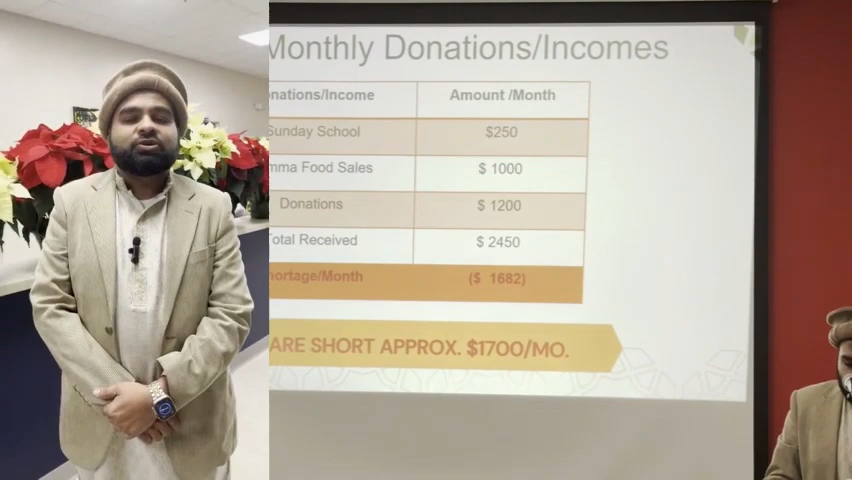 Monthly Donations/Incomes
onations/Income Amount /Month
Sunday School $250
mma Food Sales $ 1000
Donations $ 1200
Total Received $ 2450
hortage/Month ($ 1682)
ARE SHORT APPROX. $1700/MO.